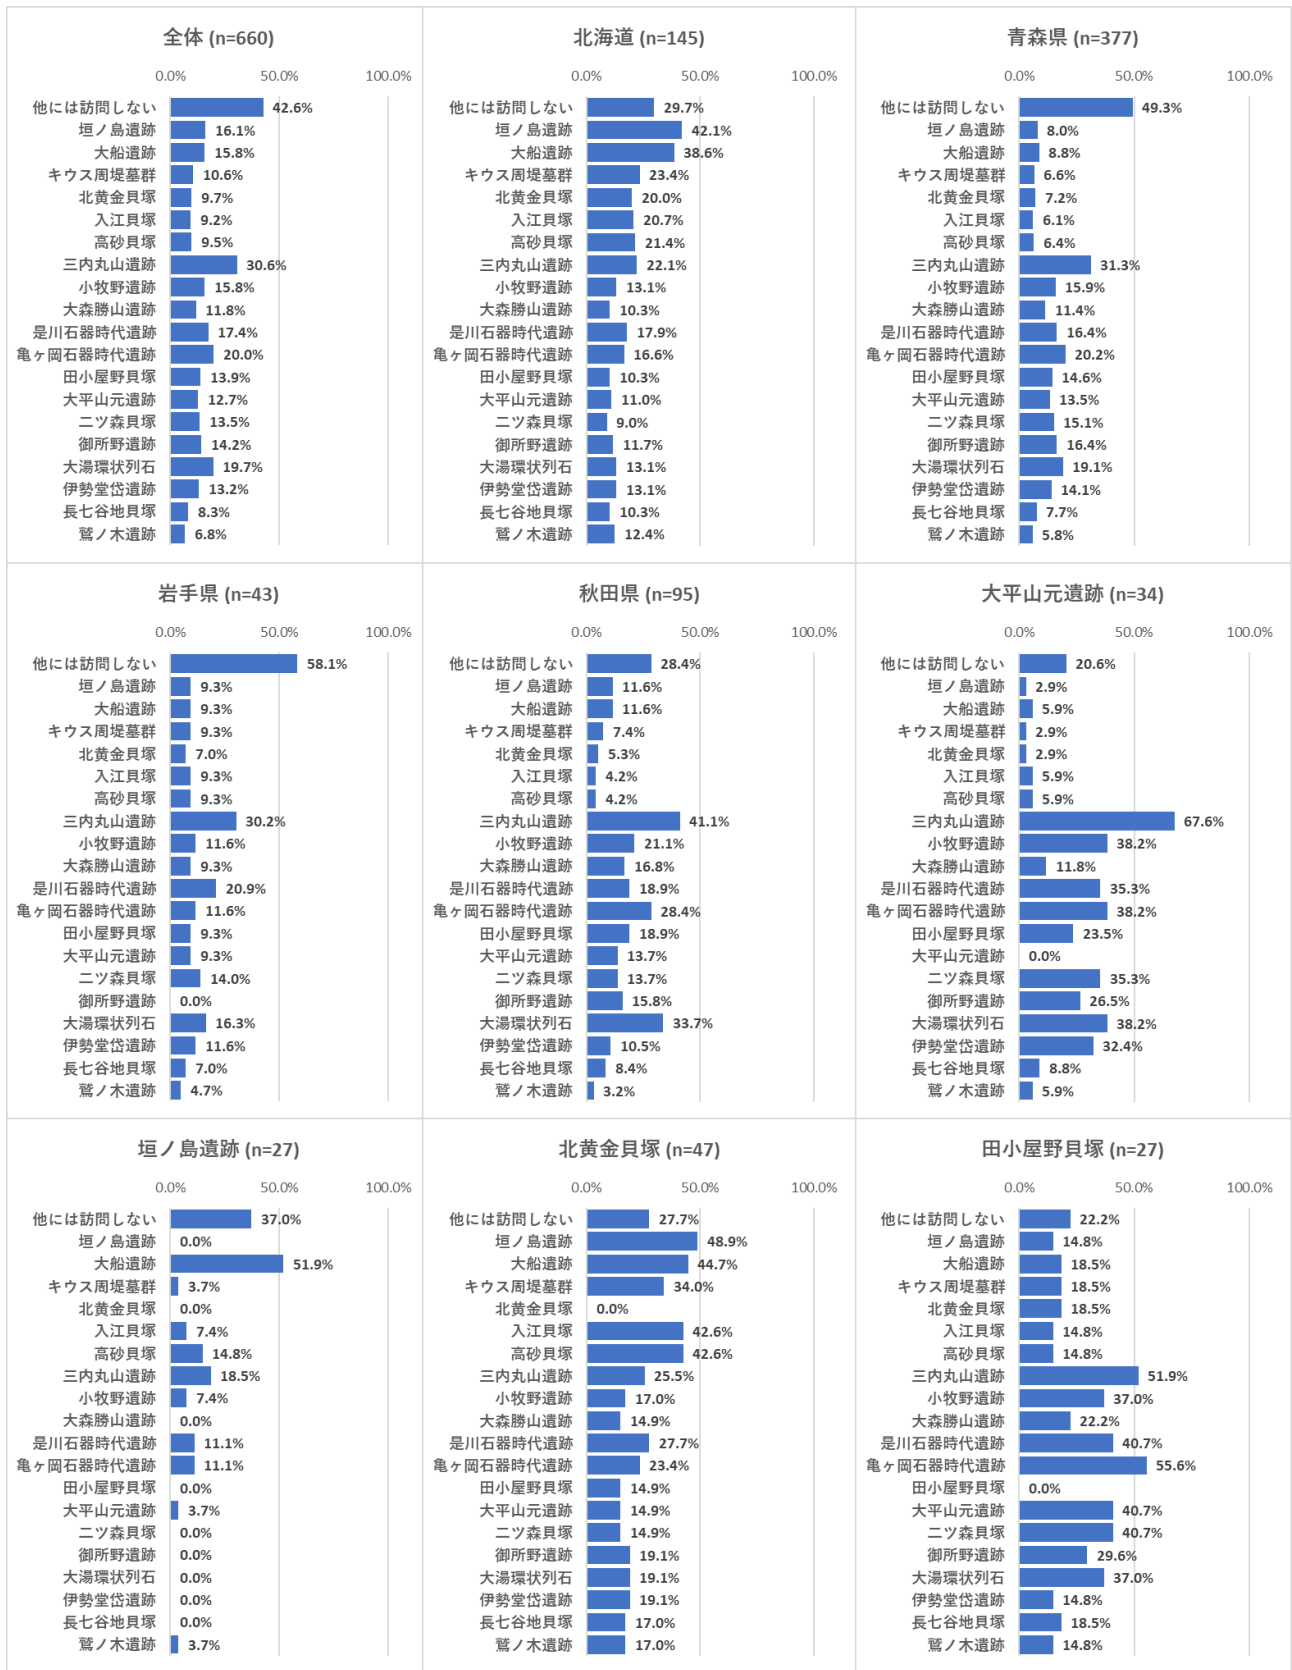 全体 (n=660)
0.0% 50.0% 100.0%
他には訪問しない 42.6%
垣ノ島遺跡 16.1%
大船遺跡 15.8%
キウス周堤墓群 10.6%
北黄金貝塚 9.7%
入江貝塚 9.2%
高砂貝塚 9.5%
三内丸山遺跡 30.6%
小牧野遺跡 15.8%
大森勝山遺跡 11.8%
是川石器時代遺跡 17.4%
亀ヶ岡石器時代遺跡 20.0%
田小屋野貝塚 13.9%
大平山元遺跡 12.7%
二ツ森貝塚 13.5%
御所野遺跡 14.2%
大湯環状列石 19.7%
伊勢堂岱遺跡 13.2%
長七谷地貝塚 8.3%
鷲ノ木遺跡 6.8%
北海道 (n=145)
0.0% 50.0% 100.0%
他には訪問しない 29.7%
垣ノ島遺跡 42.1%
大船遺跡 38.6%
キウス周堤墓群 23.4%
北黄金貝塚 20.0%
入江貝塚 20.7%
高砂貝塚 21.4%
三内丸山遺跡 22.1%
小牧野遺跡 13.1%
大森勝山遺跡 10.3%
是川石器時代遺跡 17.9%
亀ヶ岡石器時代遺跡 16.6%
田小屋野貝塚 10.3%
大平山元遺跡 11.0%
二ツ森貝塚 9.0%
御所野遺跡 11.7%
大湯環状列石 13.1%
伊勢堂岱遺跡 13.1%
長七谷地貝塚 10.3%
鷲ノ木遺跡 12.4%
青森県 (n=377)
0.0% 50.0% 100.0%
他には訪問しない 49.3%
垣ノ島遺跡 8.0%
大船遺跡 8.8%
キウス周堤墓群 6.6%
北黄金貝塚 7.2%
入江貝塚 6.1%
高砂貝塚 6.4%
三内丸山遺跡 31.3%
小牧野遺跡 15.9%
大森勝山遺跡 11.4%
是川石器時代遺跡 16.4%
亀ヶ岡石器時代遺跡 20.2%
田小屋野貝塚 14.6%
大平山元遺跡 13.5%
二ツ森貝塚 15.1%
御所野遺跡 16.4%
大湯環状列石 19.1%
伊勢堂岱遺跡 14.1%
長七谷地貝塚 7.7%
鷲ノ木遺跡 5.8%
岩手県 (n=43)
0.0% 50.0% 100.0%
他には訪問しない 58.1%
垣ノ島遺跡 9.3%
大船遺跡 9.3%
キウス周堤墓群 9.3%
北黄金貝塚 7.0%
入江貝塚 9.3%
高砂貝塚 9.3%
三内丸山遺跡 30.2%
小牧野遺跡 11.6%
大森勝山遺跡 9.3%
是川石器時代遺跡 20.9%
亀ヶ岡石器時代遺跡 11.6%
田小屋野貝塚 9.3%
大平山元遺跡 9.3%
二ツ森貝塚 14.0%
御所野遺跡 0.0%
大湯環状列石 16.3%
伊勢堂岱遺跡 11.6%
長七谷地貝塚 7.0%
鷲ノ木遺跡 4.7%
秋田県 (n=95)
0.0% 50.0% 100.0%
他には訪問しない 28.4%
垣ノ島遺跡 11.6%
大船遺跡 11.6%
キウス周堤墓群 7.4%
北黄金貝塚 5.3%
入江貝塚 4.2%
高砂貝塚 4.2%
三内丸山遺跡 41.1%
小牧野遺跡 21.1%
大森勝山遺跡 16.8%
是川石器時代遺跡 18.9%
亀ヶ岡石器時代遺跡 28.4%
田小屋野貝塚 18.9%
大平山元遺跡 13.7%
二ツ森貝塚 13.7%
御所野遺跡 15.8%
大湯環状列石 33.7%
伊勢堂岱遺跡 10.5%
長七谷地貝塚 8.4%
鷲ノ木遺跡 3.2%
大平山元遺跡 (n=34)
0.0% 50.0% 100.0%
他には訪問しない 20.6%
垣ノ島遺跡 2.9%
大船遺跡 5.9%
キウス周堤墓群 2.9%
北黄金貝塚 2.9%
入江貝塚 5.9%
高砂貝塚 5.9%
三内丸山遺跡 67.6%
小牧野遺跡 38.2%
大森勝山遺跡 11.8%
是川石器時代遺跡 35.3%
亀ヶ岡石器時代遺跡 38.2%
田小屋野貝塚 23.5%
大平山元遺跡 0.0%
二ツ森貝塚 35.3%
御所野遺跡 26.5%
大湯環状列石 38.2%
伊勢堂岱遺跡 32.4%
長七谷地貝塚 8.8%
鷲ノ木遺跡 5.9%
垣ノ島遺跡 (n=27)
0.0% 50.0% 100.0%
他には訪問しない 37.0%
垣ノ島遺跡 0.0%
大船遺跡 51.9%
キウス周堤墓群 3.7%
北黄金貝塚 0.0%
入江貝塚 7.4%
高砂貝塚 14.8%
三内丸山遺跡 18.5%
小牧野遺跡 7.4%
大森勝山遺跡 0.0%
是川石器時代遺跡 11.1%
亀ヶ岡石器時代遺跡 11.1%
田小屋野貝塚 0.0%
大平山元遺跡 3.7%
二ツ森貝塚 0.0%
御所野遺跡 0.0%
大湯環状列石 0.0%
伊勢堂岱遺跡 0.0%
長七谷地貝塚 0.0%
鷲ノ木遺跡 3.7%
北黄金貝塚 (n=47)
0.0% 50.0% 100.0%
他には訪問しない 27.7%
垣ノ島遺跡 48.9%
大船遺跡 44.7%
キウス周堤墓群 34.0%
北黄金貝塚 0.0%
入江貝塚 42.6%
高砂貝塚 42.6%
三内丸山遺跡 25.5%
小牧野遺跡 17.0%
大森勝山遺跡 14.9%
是川石器時代遺跡 27.7%
亀ヶ岡石器時代遺跡 23.4%
田小屋野貝塚 14.9%
大平山元遺跡 14.9%
二ツ森貝塚 14.9%
御所野遺跡 19.1%
大湯環状列石 19.1%
伊勢堂岱遺跡 19.1%
長七谷地貝塚 17.0%
鷲ノ木遺跡 17.0%
田小屋野貝塚 (n=27)
0.0% 50.0% 100.0%
他には訪問しない 22.2%
垣ノ島遺跡 14.8%
大船遺跡 18.5%
キウス周堤墓群 18.5%
北黄金貝塚 18.5%
入江貝塚 14.8%
高砂貝塚 14.8%
三内丸山遺跡 51.9%
小牧野遺跡 37.0%
大森勝山遺跡 22.2%
是川石器時代遺跡 40.7%
亀ヶ岡石器時代遺跡 55.6%
田小屋野貝塚 0.0%
大平山元遺跡 40.7%
二ツ森貝塚 40.7%
御所野遺跡 29.6%
大湯環状列石 37.0%
伊勢堂岱遺跡 14.8%
長七谷地貝塚 18.5%
鷲ノ木遺跡 14.8%